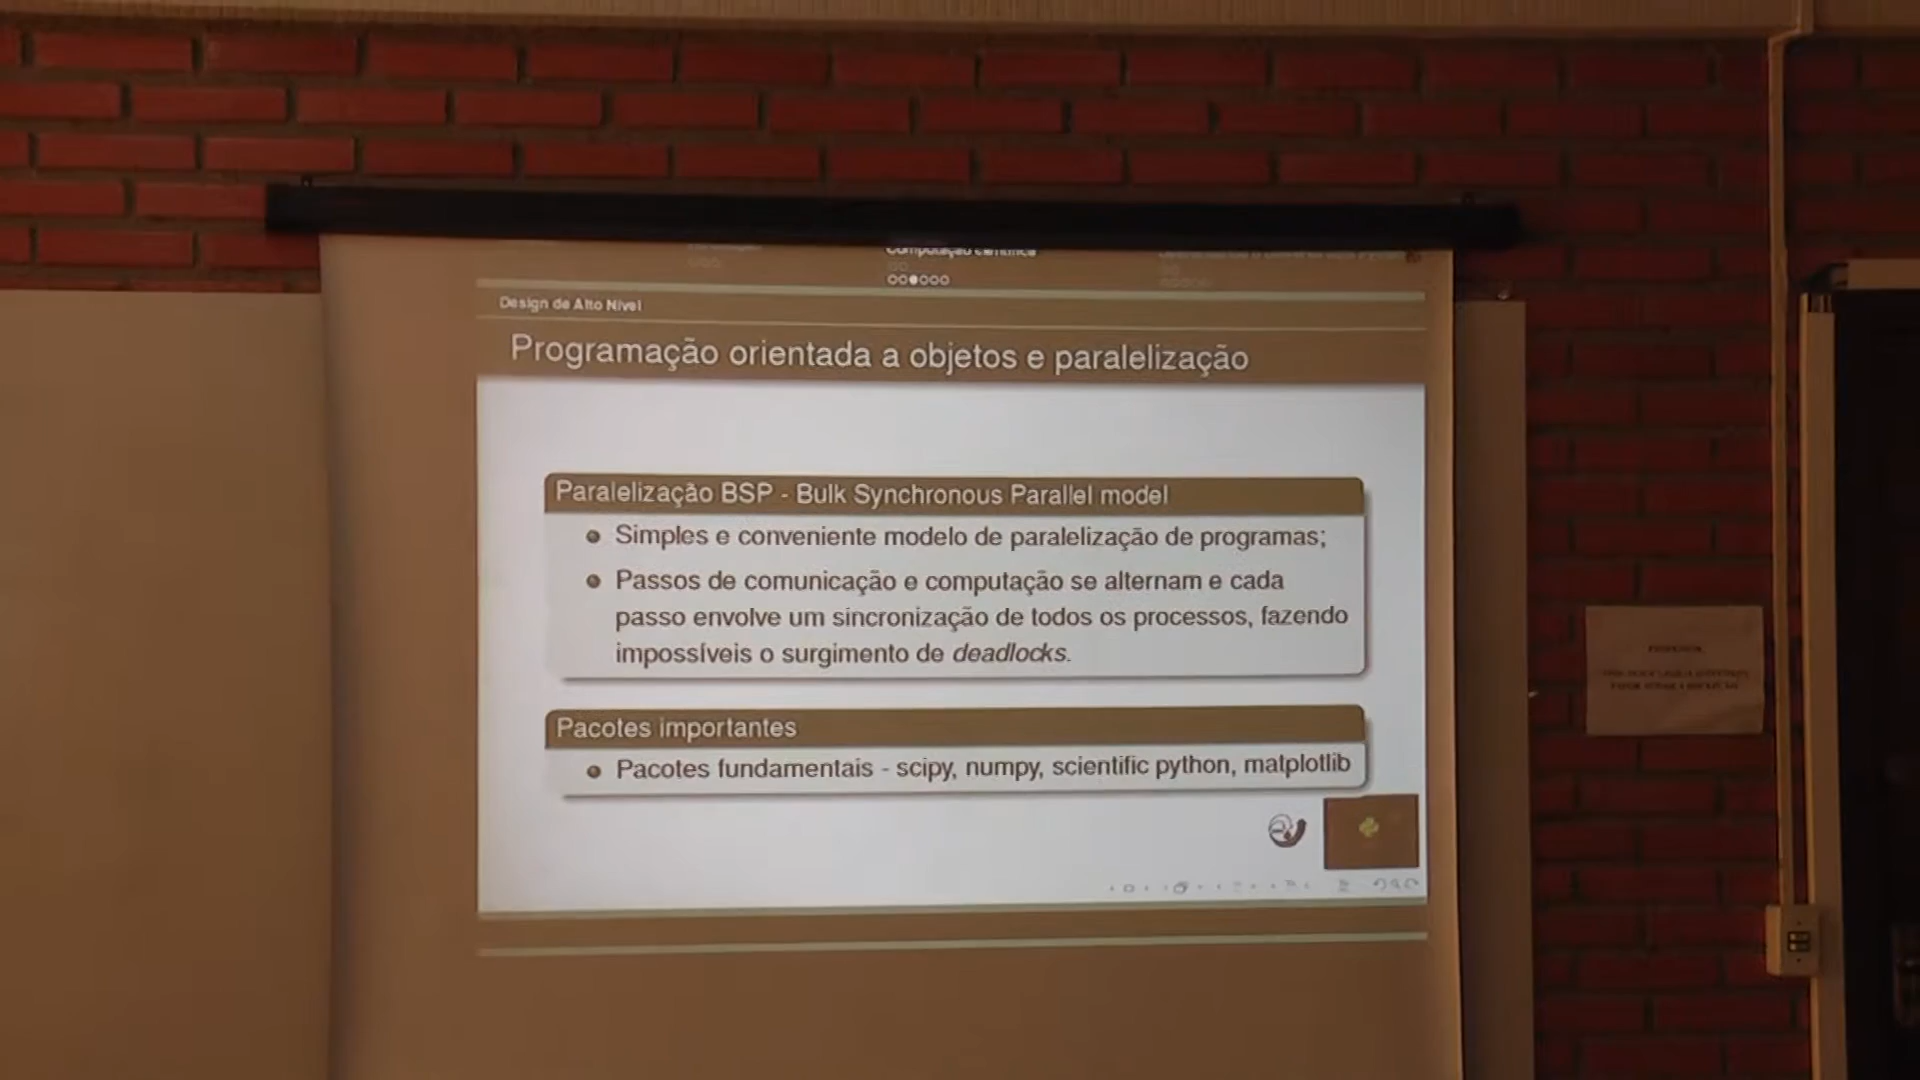 Computação científica
Design de Alto Nível
Programação orientada a objetos e paralelização
Paralelização BSP - Bulk Synchronous Parallel model
Simples e conveniente modelo de paralelização de programas;
Passos de comunicação e computação se alternam e cada
passo envolve um sincronização de todos os processos, fazendo
impossíveis o surgimento de deadlocks.
Pacotes importantes
Pacotes fundamentais - scipy, numpy, scientific python, matplotlib